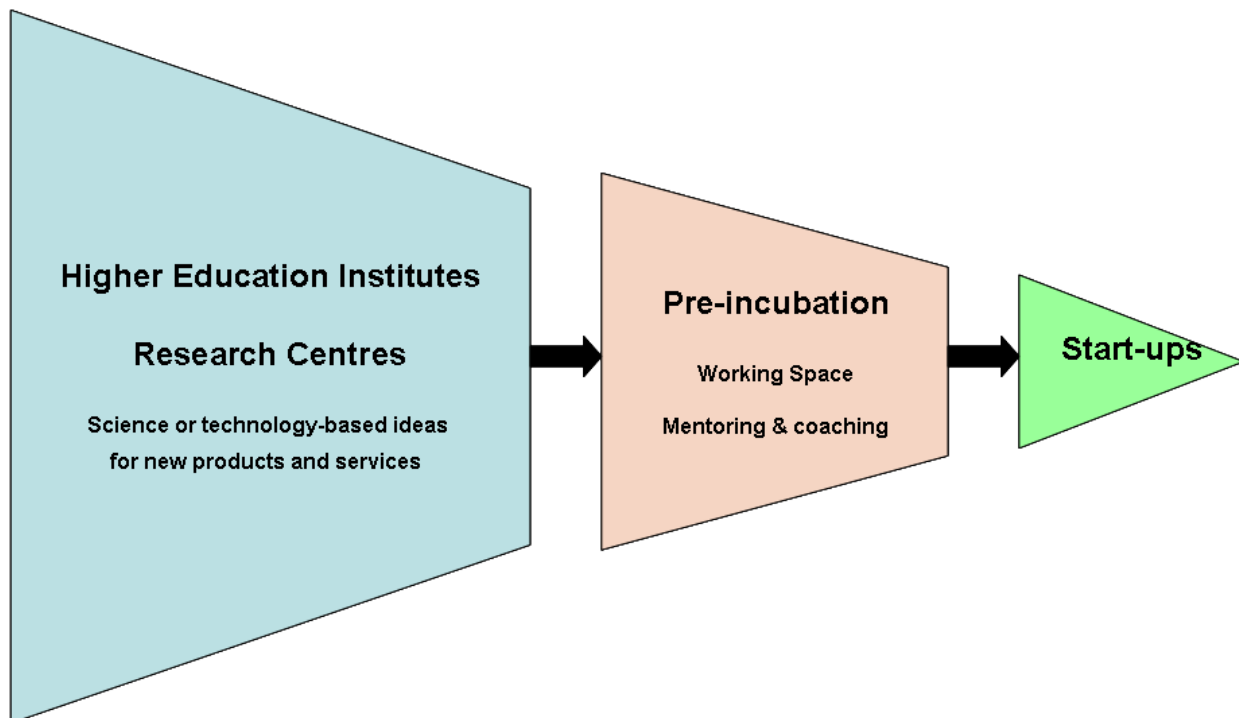 Higher Education Institutes
Research Centres
Science or technology-based ideas
for new products and services
Pre-incubation
Working Space
Mentoring & coaching
Start-ups